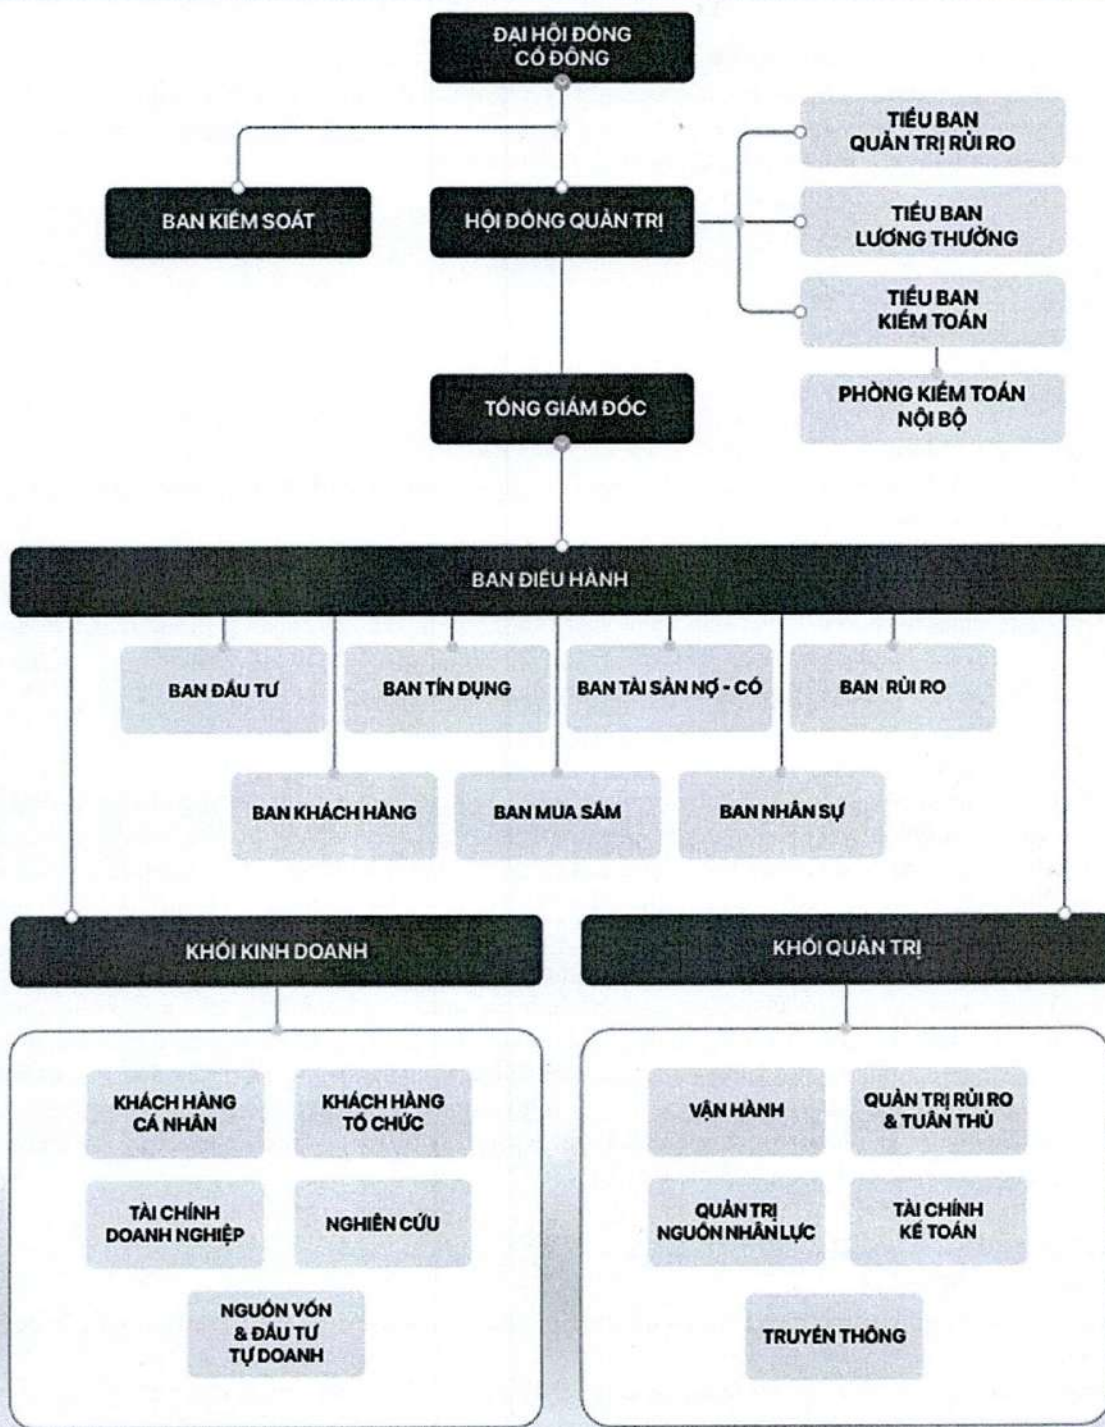 ĐẠI HỘI ĐỒNG
CỔ ĐÔNG
TIỂU BAN
QUẢN TRỊ RỦI RO
BAN KIỂM SOÁT
HỘI ĐỒNG QUẢN TRỊ
TIỂU BAN
LƯƠNG THƯỞNG
TIỂU BAN
KIỂM TOÁN
TỔNG GIÁM ĐỐC
PHÒNG KIỂM TOÁN
NỘI BỘ
BAN ĐIỀU HÀNH
BAN ĐẦU TƯ
BAN TÍN DỤNG
BAN TÀI SẢN NỢ - CÓ
BAN RỦI RO
BAN KHÁCH HÀNG
BAN MUA SẮM
BAN NHÂN SỰ
KHỐI KINH DOANH
KHỐI QUẢN TRỊ
KHÁCH HÀNG
CÁ NHÂN
KHÁCH HÀNG
TỔ CHỨC
TÀI CHÍNH
DOANH NGHIỆP
NGHIÊN CỨU
NGUỒN VỐN
& ĐẦU TƯ
TỰ DOANH
VẬN HÀNH
QUẢN TRỊ RỦI RO
& TUÂN THỦ
QUẢN TRỊ
NGUỒN NHÂN LỰC
TÀI CHÍNH
KẾ TOÁN
TRUYỀN THÔNG